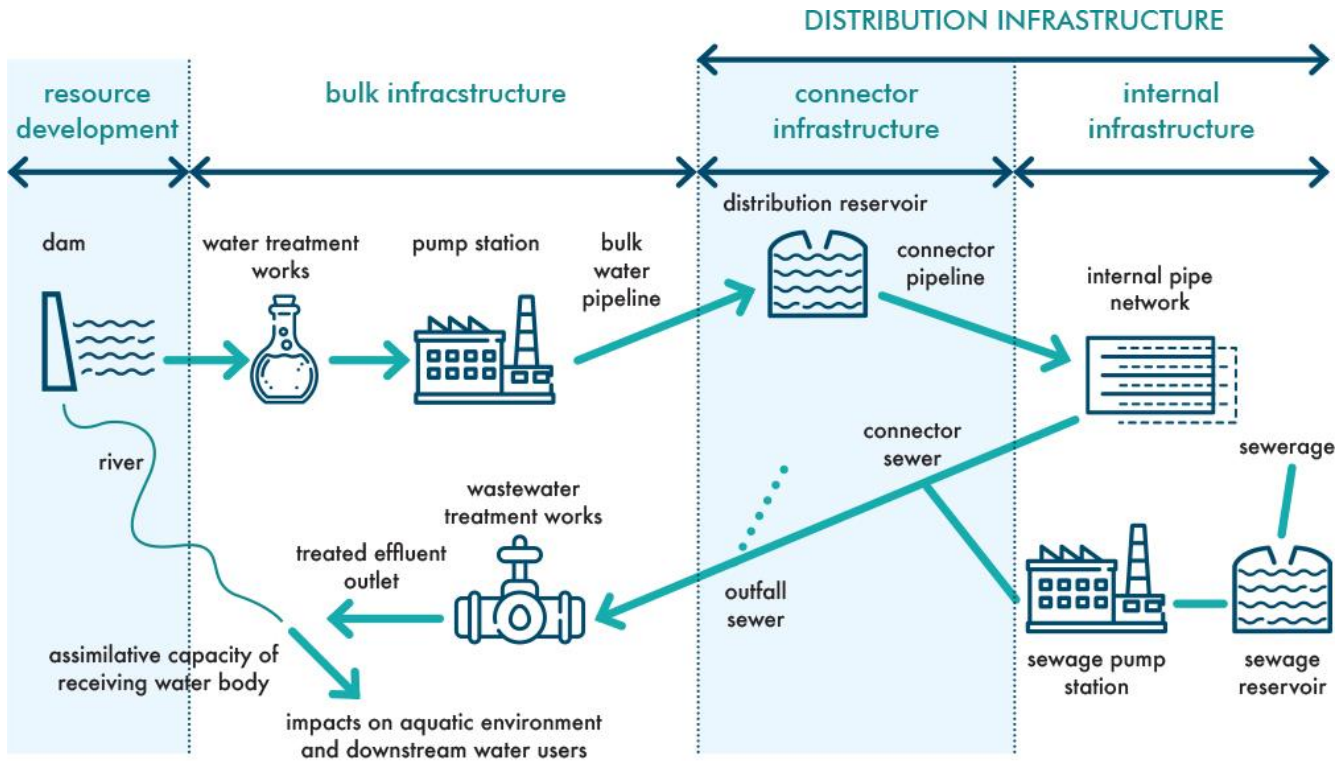 DISTRIBUTION INFRASTRUCTURE
resource
development
bulk infracstructure
connector
infrastructure
internal
infrastructure
dam
water treatment
works
pump station
bulk
water
pipeline
distribution reservoir
connector
pipeline
internal pipe
network
river
connector
sewer
sewerage
wastewater
treatment works
treated effluent
outlet
outfall
sewer
assimilative capacity of
receiving water body
sewage pump
station
sewage
reservoir
impacts on aquatic environment
and downstream water users